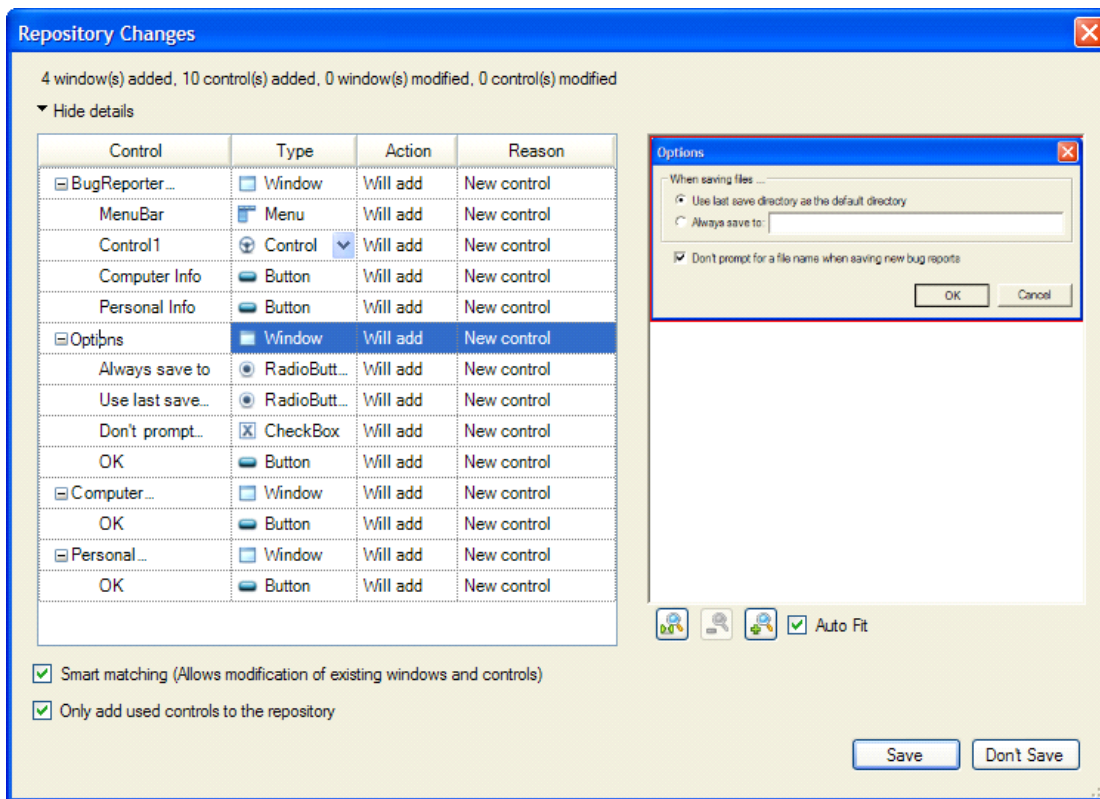 Repository Changes
4 window(s) added, 10 control(s) added, 0 window(s) modified, 0 control(s) modified
Hide details
Control Type Action Reason
BugReporter... Window Will add New control
MenuBar Menu Will add New control
Control1 Control Will add New control
Computer Info Button Will add New control
Personal Info Button Will add New control
Options Window Will add New control
Always save to RadioButt... Will add New control
Use last save... RadioButt... Will add New control
Don't prompt... CheckBox Will add New control
OK Button Will add New control
Computer... Window Will add New control
OK Button Will add New control
Personal... Window Will add New control
OK Button Will add New control
Options
When saving files ...
Use last save directory as the default directory
Always save to:
Don't prompt for a file name when saving new bug reports
OK Cancel
Auto Fit
Smart matching (Allows modification of existing windows and controls)
Only add used controls to the repository
Save Don't Save